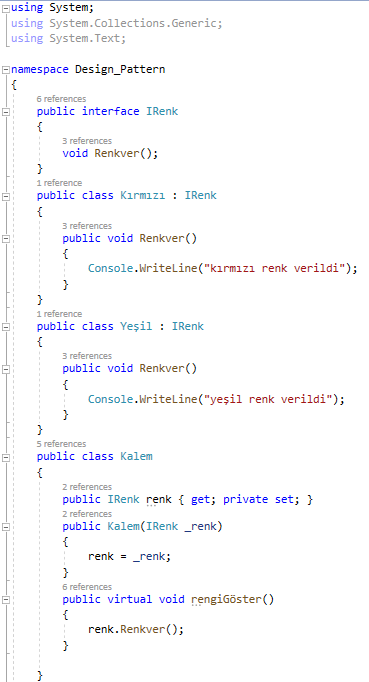 using System;
using System.Collections.Generic;
using System.Text;
namespace Design_Pattern
{
6 references
public interface IRenk
{
3 references
void Renkver();
}
1 reference
public class Kırmızı : IRenk
{
3 references
public void Renkver()
{
Console.WriteLine("kırmızı renk verildi");
}
}
1 reference
public class Yeşil : IRenk
{
3 references
public void Renkver()
{
Console.WriteLine("yeşil renk verildi");
}
}
5 references
public class Kalem
{
2 references
public IRenk renk { get; private set; }
2 references
public Kalem(IRenk _renk)
{
renk = _renk;
}
6 references
public virtual void rengiGöster()
{
renk.Renkver();
}
}